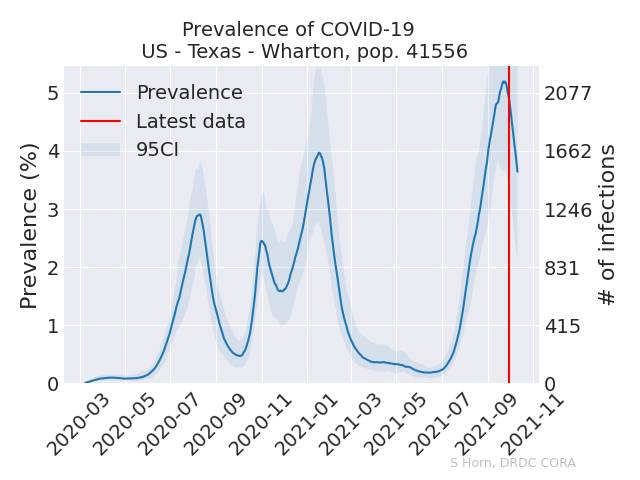 Prevalence of COVID-19
US - Texas - Wharton, pop. 41556
Prevalence
Latest data
95CI
Prevalence (%)
5
4
3
2
1
0
2077
1662
1246
831
415
0
# of infections
2020-03
2020-05
2020-07
2020-09
2020-11
2021-01
2021-03
2021-05
2021-07
2021-09
2021-11
S Horn, DRDC CORA